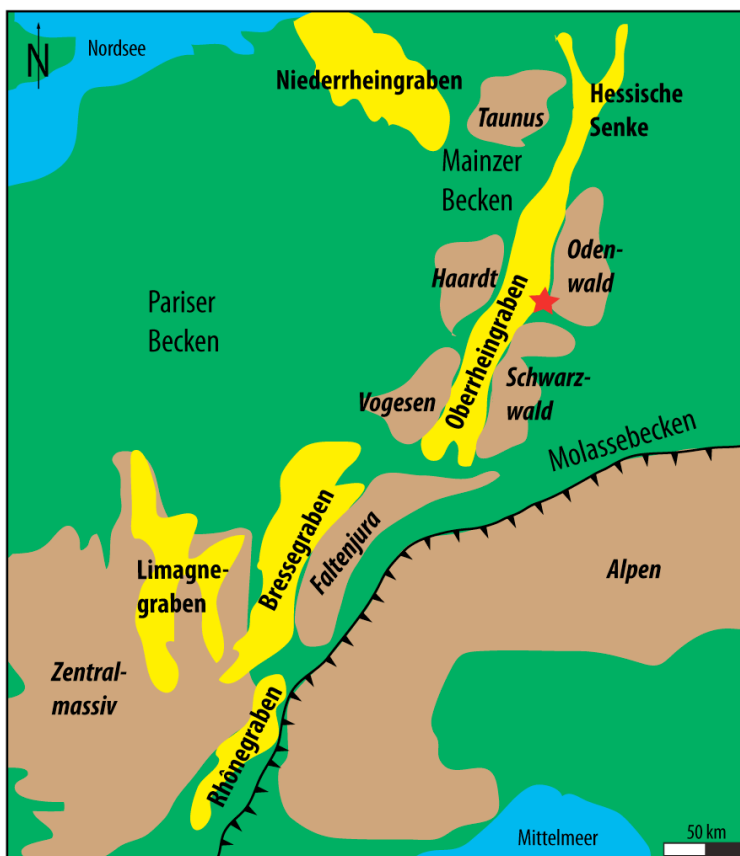 Nordsee
N
Niederrheingraben
Taunus
Hessische
Senke
Mainzer
Becken
Oden-
wald
Haardt
Pariser
Becken
Oberrheingraben
Vogesen
Schwarz-
wald
Molassebecken
Bressegraben
Faltenjura
Limagne-
graben
Alpen
Zentral-
massiv
Rhônegraben
Mittelmeer
50 km